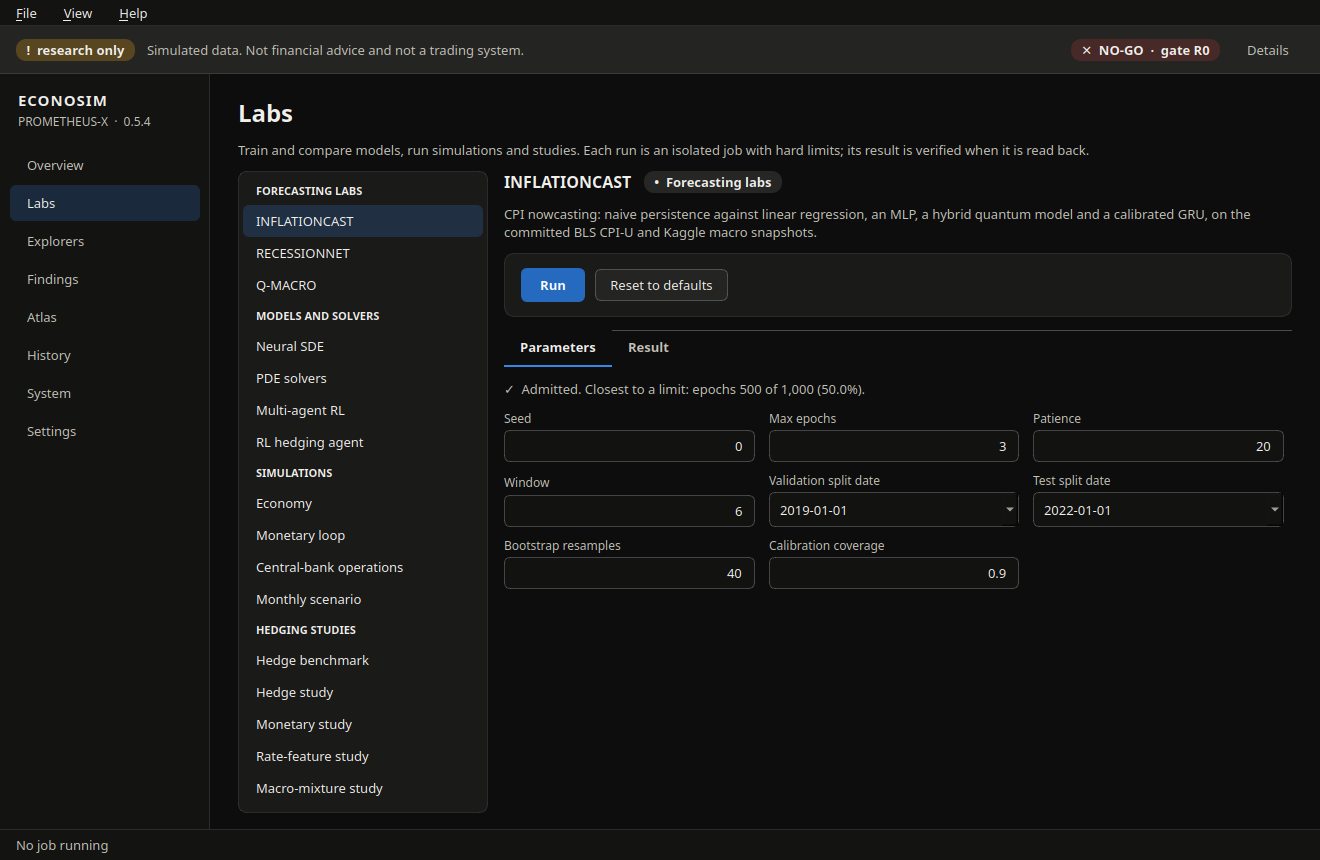 File View Help
! research only Simulated data. Not financial advice and not a trading system. ✕ NO-GO · gate R0 Details
ECONOSIM
PROMETHEUS-X · 0.5.4
Overview
Labs
Explorers
Findings
Atlas
History
System
Settings
Labs
Train and compare models, run simulations and studies. Each run is an isolated job with hard limits; its result is verified when it is read back.
FORECASTING LABS
INFLATIONCAST
RECESSIONNET
Q-MACRO
MODELS AND SOLVERS
Neural SDE
PDE solvers
Multi-agent RL
RL hedging agent
SIMULATIONS
Economy
Monetary loop
Central-bank operations
Monthly scenario
HEDGING STUDIES
Hedge benchmark
Hedge study
Monetary study
Rate-feature study
Macro-mixture study
INFLATIONCAST • Forecasting labs
CPI nowcasting: naive persistence against linear regression, an MLP, a hybrid quantum model and a calibrated GRU, on the
committed BLS CPI-U and Kaggle macro snapshots.
Run Reset to defaults
Parameters Result
✓ Admitted. Closest to a limit: epochs 500 of 1,000 (50.0%).
Seed Max epochs Patience
0 3 20
Window Validation split date Test split date
6 2019-01-01 2022-01-01
Bootstrap resamples Calibration coverage
40 0.9
No job running